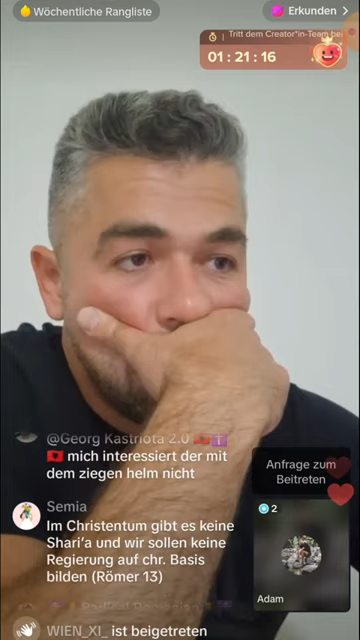 Wöchentliche Rangliste
Erkunden >
Tritt dem Creator*in-Team bei
01 : 21 : 16
@Georg Kastriota 2.0 🇦🇱✝️
🇦🇱 mich interessiert der mit
dem ziegen helm nicht
Anfrage zum
Beitreten
Semia
Im Christentum gibt es keine
Shari'a und wir sollen keine
Regierung auf chr. Basis
bilden (Römer 13)
2
Adam
WIEN_XI_ ist beigetreten